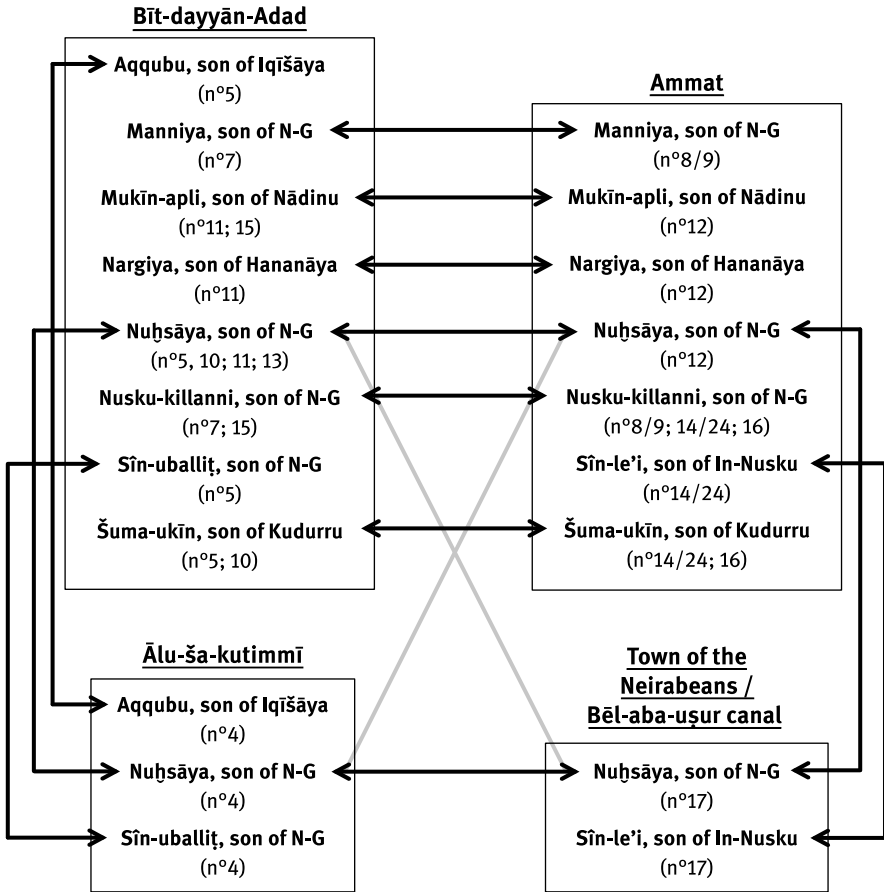 Bīt-dayyān-Adad
Aqqubu, son of Iqīšāya
(n°5)
Manniya, son of N-G
(n°7)
Mukīn-apli, son of Nādinu
(n°11; 15)
Nargiya, son of Hananāya
(n°11)
Nuḫsāya, son of N-G
(n°5, 10; 11; 13)
Nusku-killanni, son of N-G
(n°7; 15)
Sîn-uballiṭ, son of N-G
(n°5)
Šuma-ukīn, son of Kudurru
(n°5; 10)
Ammat
Manniya, son of N-G
(n°8/9)
Mukīn-apli, son of Nādinu
(n°12)
Nargiya, son of Hananāya
(n°12)
Nuḫsāya, son of N-G
(n°12)
Nusku-killanni, son of N-G
(n°8/9; 14/24; 16)
Sîn-le’i, son of In-Nusku
(n°14/24)
Šuma-ukīn, son of Kudurru
(n°14/24; 16)
Ālu-ša-kutimmī
Aqqubu, son of Iqīšāya
(n°4)
Nuḫsāya, son of N-G
(n°4)
Sîn-uballiṭ, son of N-G
(n°4)
Town of the
Neirabeans /
Bēl-aba-uṣur canal
Nuḫsāya, son of N-G
(n°17)
Sîn-le’i, son of In-Nusku
(n°17)